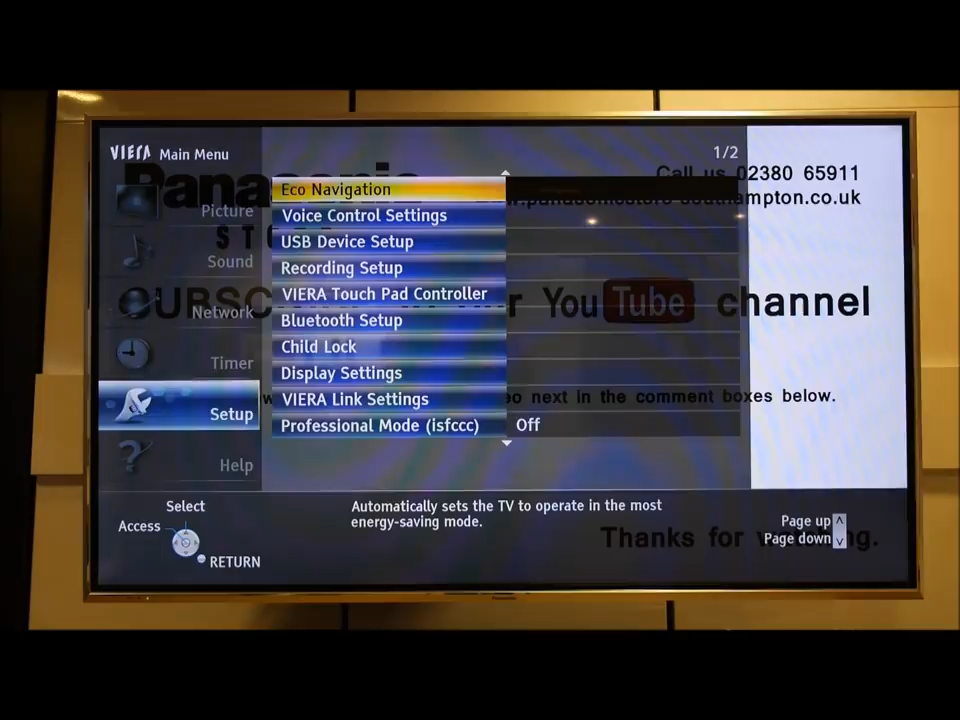 VIERA Main Menu
1/2
Panasonic
Call us 02380 65911
Eco Navigation
Picture
Voice Control Settings
USB Device Setup
Sound
Recording Setup
VIERA Touch Pad Controller
Network
You Tube channel
Bluetooth Setup
Child Lock
Timer
Display Settings
VIERA Link Settings
next in the comment boxes below.
Setup
Professional Mode (isfccc) Off
Help
Select
Access
RETURN
Automatically sets the TV to operate in the most
energy-saving mode.
Page up
Page down
Thanks for